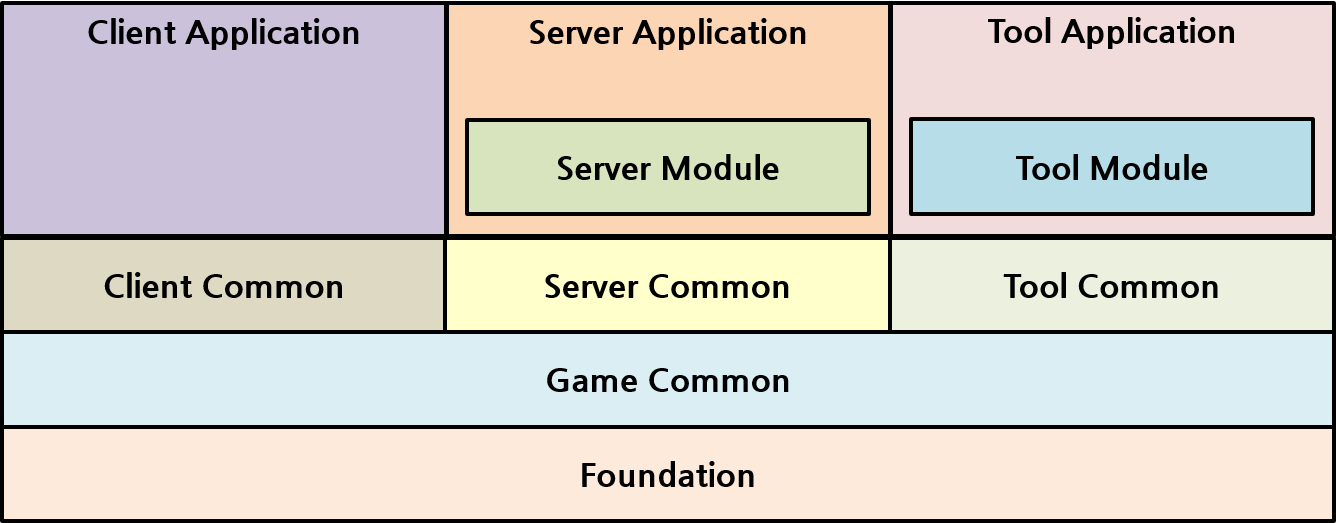 Client Application
Server Application
Tool Application
Server Module
Tool Module
Client Common
Server Common
Tool Common
Game Common
Foundation